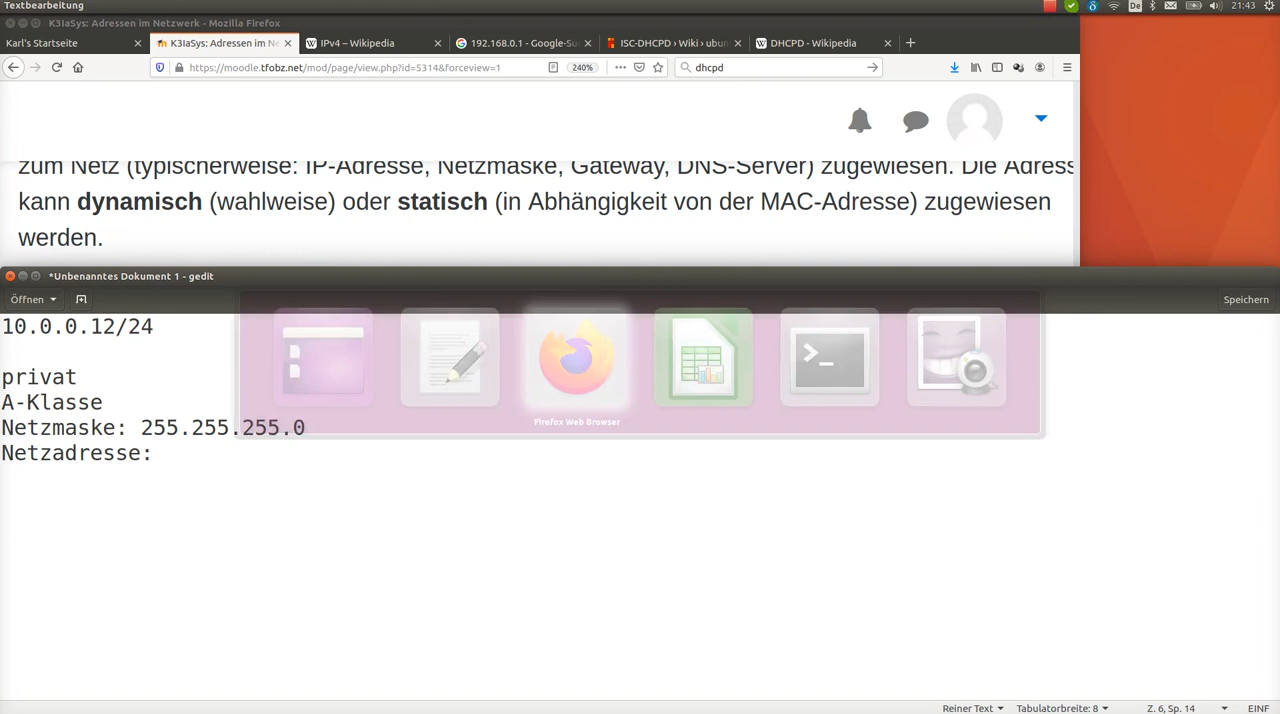 Textbearbeitung
De
21:43
K3IaSys: Adressen im Netzwerk - Mozilla Firefox
Karl's Startseite
K3IaSys: Adressen im Ne
IPv4 – Wikipedia
192.168.0.1 - Google-Su
ISC-DHCPD › Wiki › ubun
DHCPD - Wikipedia
https://moodle.tfobz.net/mod/page/view.php?id=5314&forceview=1
240%
dhcpd
zum Netz (typischerweise: IP-Adresse, Netzmaske, Gateway, DNS-Server) zugewiesen. Die Adress
kann dynamisch (wahlweise) oder statisch (in Abhängigkeit von der MAC-Adresse) zugewiesen
werden.
*Unbenanntes Dokument 1 - gedit
Öffnen
Speichern
10.0.0.12/24
privat
A-Klasse
Netzmaske: 255.255.255.0
Netzadresse:
Firefox Web Browser
Reiner Text
Tabulatorbreite: 8
Z. 6, Sp. 14
EINF